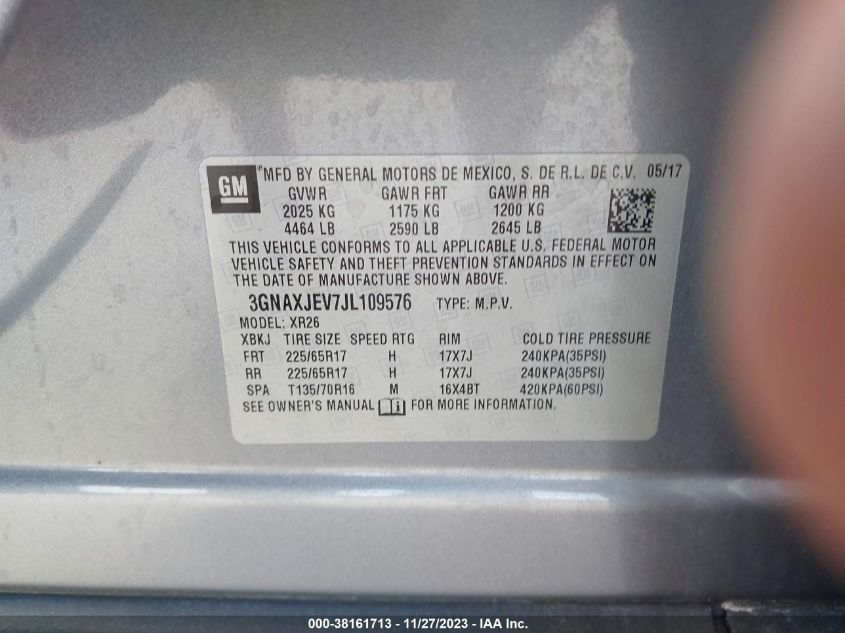 GM
*MFD BY GENERAL MOTORS DE MEXICO, S. DE R.L. DE C.V. 05/17
GVWR GAWR FRT GAWR RR
2025 KG 1175 KG 1200 KG
4464 LB 2590 LB 2645 LB
THIS VEHICLE CONFORMS TO ALL APPLICABLE U.S. FEDERAL MOTOR
VEHICLE SAFETY AND THEFT PREVENTION STANDARDS IN EFFECT ON
THE DATE OF MANUFACTURE SHOWN ABOVE.
3GNAXJEV7JL109576 TYPE: M.P.V.
MODEL: XR26
XBKJ TIRE SIZE SPEED RTG RIM COLD TIRE PRESSURE
FRT 225/65R17 H 17X7J 240KPA(35PSI)
RR 225/65R17 H 17X7J 240KPA(35PSI)
SPA T135/70R16 M 16X4BT 420KPA(60PSI)
SEE OWNER'S MANUAL i FOR MORE INFORMATION.
000-38161713 - 11/27/2023 - IAAI Inc.